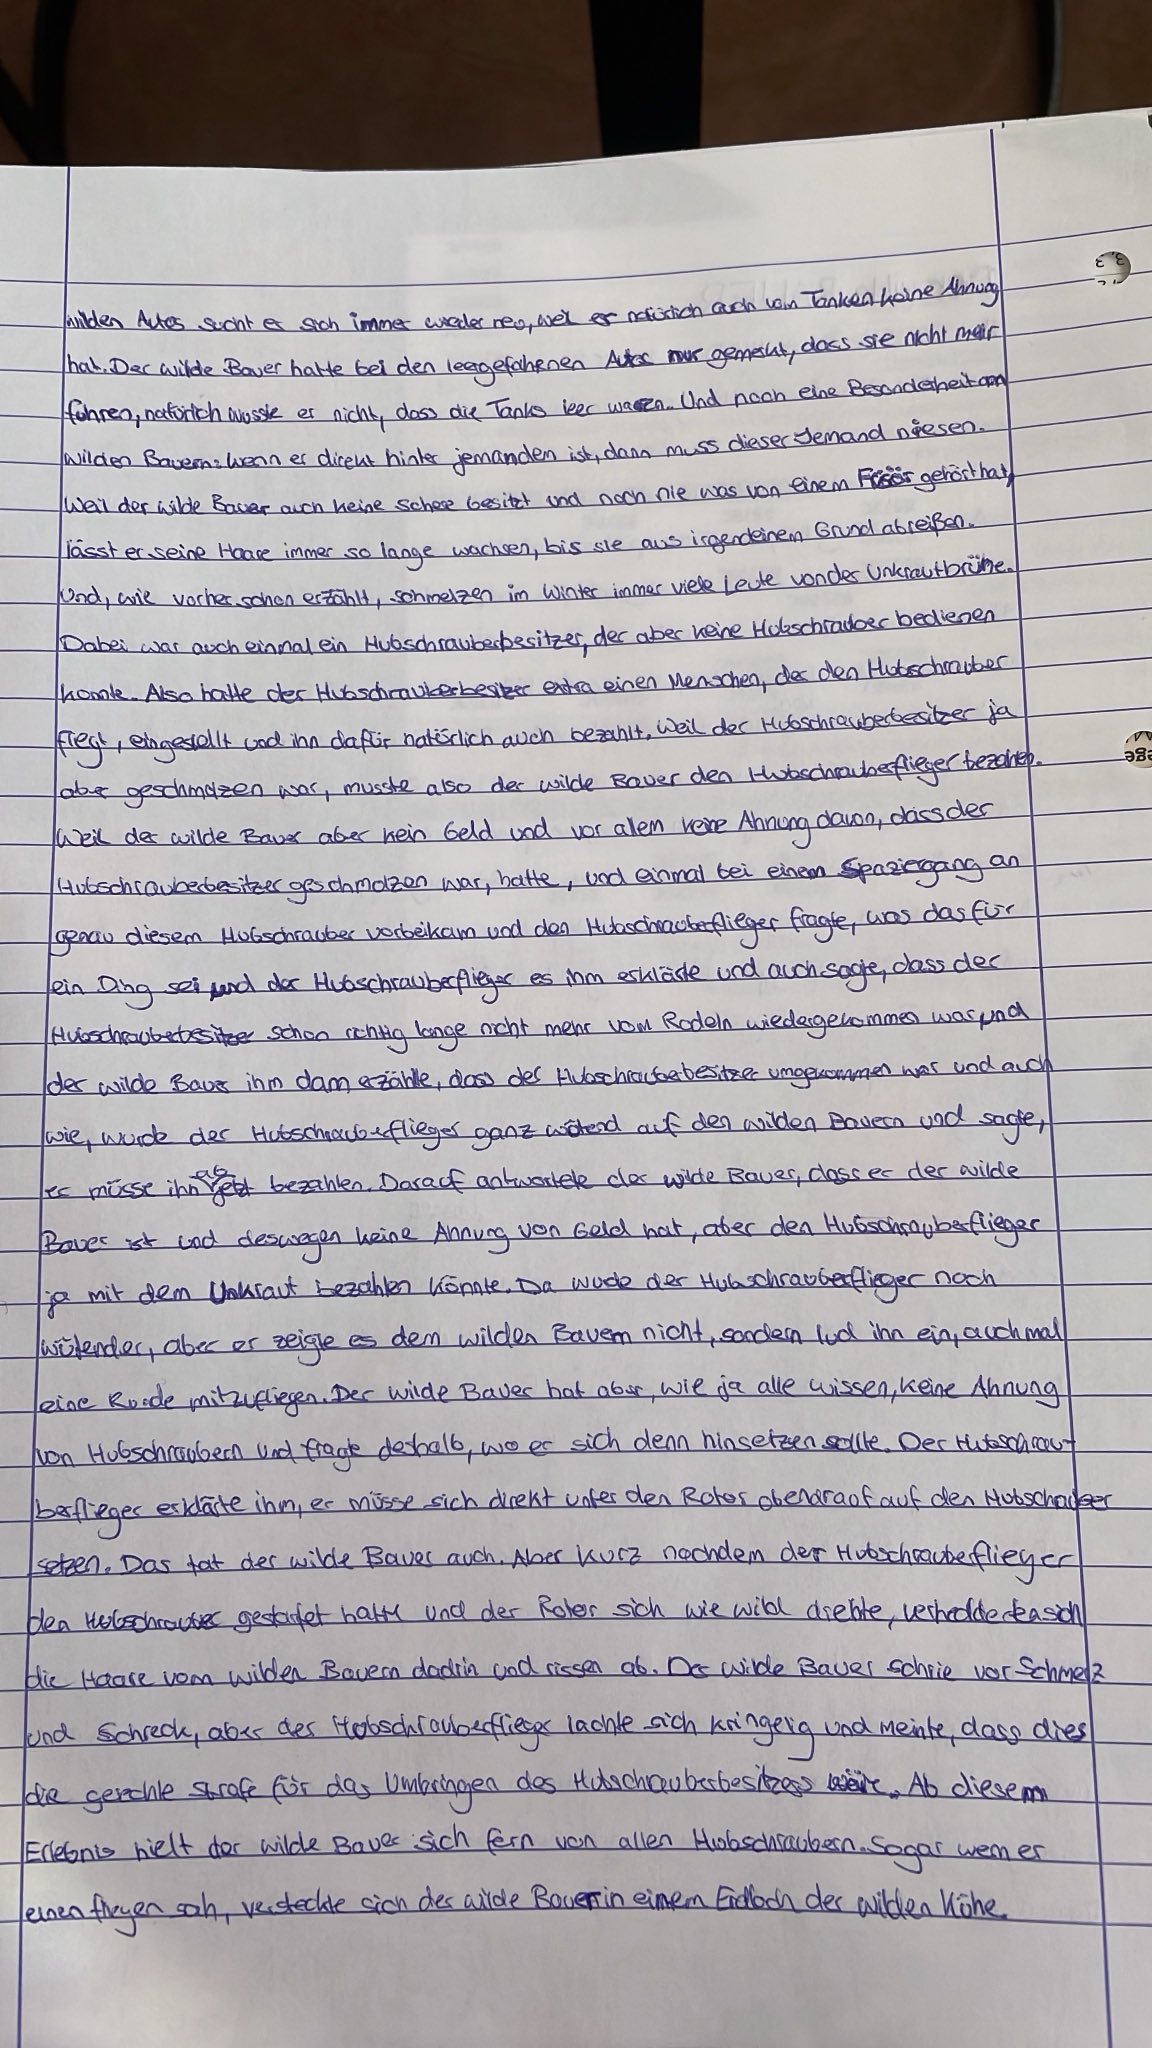 wilden Autos sucht er sich immer wieder neu, weil er natürlich auch vom Tanken keine Ahnung
hat. Der wilde Bauer hatte bei den leergefahrenen Autos nur gemerkt, dass sie nicht mehr
fuhren, natürlich wusste er nicht, dass die Tanks leer waren. Und noch eine Besonderheit am
wilden Bauern: wenn er direkt hinter jemandem ist, dann muss dieser Jemand niesen.
Weil der wilde Bauer auch keine Schere besitzt und noch nie was von einem Frisör gehört hat,
lässt er seine Haare immer so lange wachsen, bis sie aus irgendeinem Grund abreißen.
Und, wie vorher schon erzählt, schmelzen im Winter immer viele Leute von der Unkrautbrühe.
Dabei war auch einmal ein Hubschrauberbesitzer, der aber keine Hubschrauber bedienen
konnte. Also hatte der Hubschrauberbesitzer extra einen Menschen, der den Hubschrauber
fliegt, eingestellt und ihn dafür natürlich auch bezahlt. Weil der Hubschrauberbesitzer ja
aber geschmolzen war, musste also der wilde Bauer den Hubschrauberflieger bezahlen.
Weil der wilde Bauer aber kein Geld und vor allem keine Ahnung davon, dass der
Hubschrauberbesitzer geschmolzen war, hatte, und einmal bei einem Spaziergang an
genau diesem Hubschrauber vorbeikam und den Hubschrauberflieger fragte, was das für
ein Ding sei und der Hubschrauberflieger es ihm erklärte und auch sagte, dass der
Hubschrauberbesitzer schon richtig lange nicht mehr vom Rodeln wiedergekommen war und
der wilde Bauer ihm dann erzählte, dass der Hubschrauberbesitzer umgekommen war und auch
wie, wurde der Hubschrauberflieger ganz wütend auf den wilden Bauern und sagte,
er müsse ihn ab jetzt bezahlen. Darauf antwortete der wilde Bauer, dass er der wilde
Bauer ist und deswegen keine Ahnung von Geld hat, aber den Hubschrauberflieger
ja mit dem Unkraut bezahlen könnte. Da wurde der Hubschrauberflieger noch
wütender, aber er zeigte es dem wilden Bauern nicht, sondern lud ihn ein, auch mal
eine Runde mitzufliegen. Der wilde Bauer hat aber, wie ja alle wissen, keine Ahnung
von Hubschraubern und fragte deshalb, wo er sich denn hinsetzen sollte. Der Hubschrau-
berflieger erklärte ihm, er müsse sich direkt unter den Rotor obendrauf auf den Hubschrauber
setzen. Das tat der wilde Bauer auch. Aber kurz nachdem der Hubschrauberflieger
den Hubschrauber gestartet hatte und der Rotor sich wie wild drehte, verhedderten sich
die Haare vom wilden Bauern dadrin und rissen ab. Der wilde Bauer schrie vor Schmerz
und Schreck, aber der Hubschrauberflieger lachte sich kringelig und meinte, dass dies
die gerechte Strafe für das Umbringen des Hubschrauberbesitzers wäre. Ab diesem
Erlebnis hielt der wilde Bauer sich fern von allen Hubschraubern. Sogar wenn er
einen fliegen sah, versteckte sich der wilde Bauer in einem Erdloch der wilden Kühe.